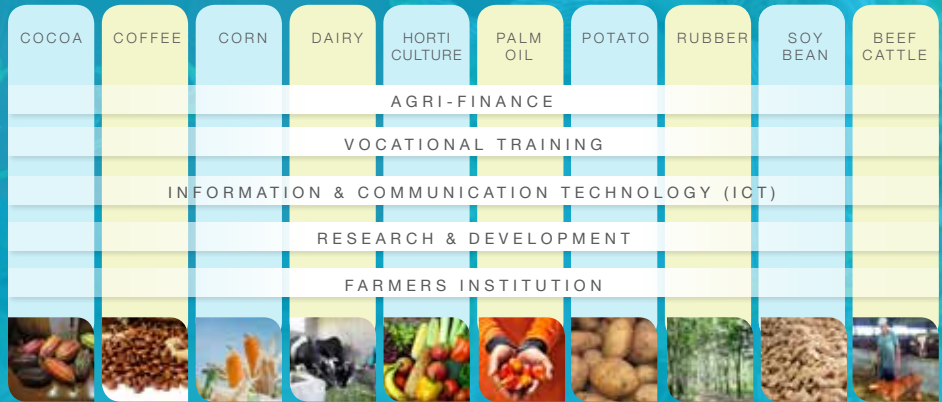 COCOA
COFFEE
CORN
DAIRY
HORTI
CULTURE
PALM
OIL
POTATO
RUBBER
SOY
BEAN
BEEF
CATTLE
AGRI-FINANCE
VOCATIONAL TRAINING
INFORMATION & COMMUNICATION TECHNOLOGY (ICT)
RESEARCH & DEVELOPMENT
FARMERS INSTITUTION